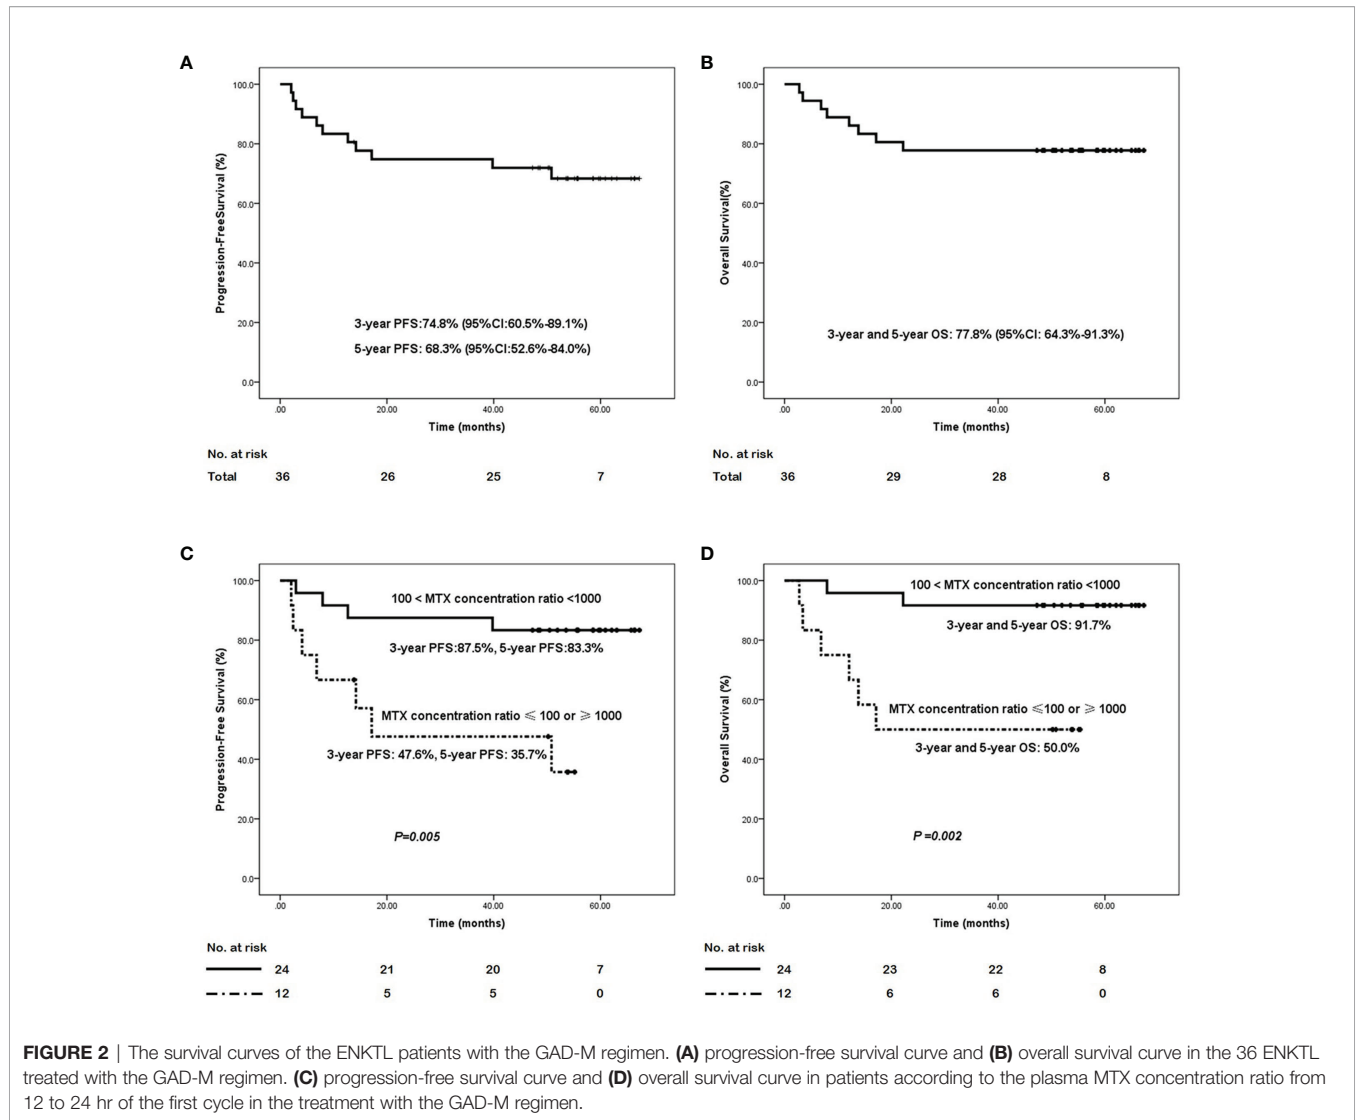 A
100.0
80.0
60.0
40.0
20.0
0.0
Progression-FreeSurvival (%)
3-year PFS:74.8% (95%CI:60.5%-89.1%)
5-year PFS: 68.3% (95%CI:52.6%-84.0%)
.00 20.00 40.00 60.00
Time (months)
No. at risk
Total 36 26 25 7
B
100.0
80.0
60.0
40.0
20.0
0.0
Overall Survival(%)
3-year and 5-year OS: 77.8% (95%CI: 64.3%-91.3%)
.00 20.00 40.00 60.00
Time (months)
No. at risk
Total 36 29 28 8
C
100.0
80.0
60.0
40.0
20.0
0.0
Progression-Free Survival (%)
100 < MTX concentration ratio <1000
3-year PFS:87.5%, 5-year PFS:83.3%
MTX concentration ratio ⩽ 100 or ⩾ 1000
3-year PFS: 47.6%, 5-year PFS: 35.7%
P=0.005
.00 20.00 40.00 60.00
Time (months)
No. at risk
24 21 20 7
12 5 5 0
D
100.0
80.0
60.0
40.0
20.0
0.0
Overall Survival (%)
100 < MTX concentration ratio <1000
3-year and 5-year OS: 91.7%
MTX concentration ratio ⩽100 or ⩾ 1000
3-year and 5-year OS: 50.0%
P =0.002
.00 20.00 40.00 60.00
Time (months)
No. at risk
24 23 22 8
12 6 6 0
FIGURE 2 | The survival curves of the ENKTL patients with the GAD-M regimen. (A) progression-free survival curve and (B) overall survival curve in the 36 ENKTL
treated with the GAD-M regimen. (C) progression-free survival curve and (D) overall survival curve in patients according to the plasma MTX concentration ratio from
12 to 24 hr of the first cycle in the treatment with the GAD-M regimen.